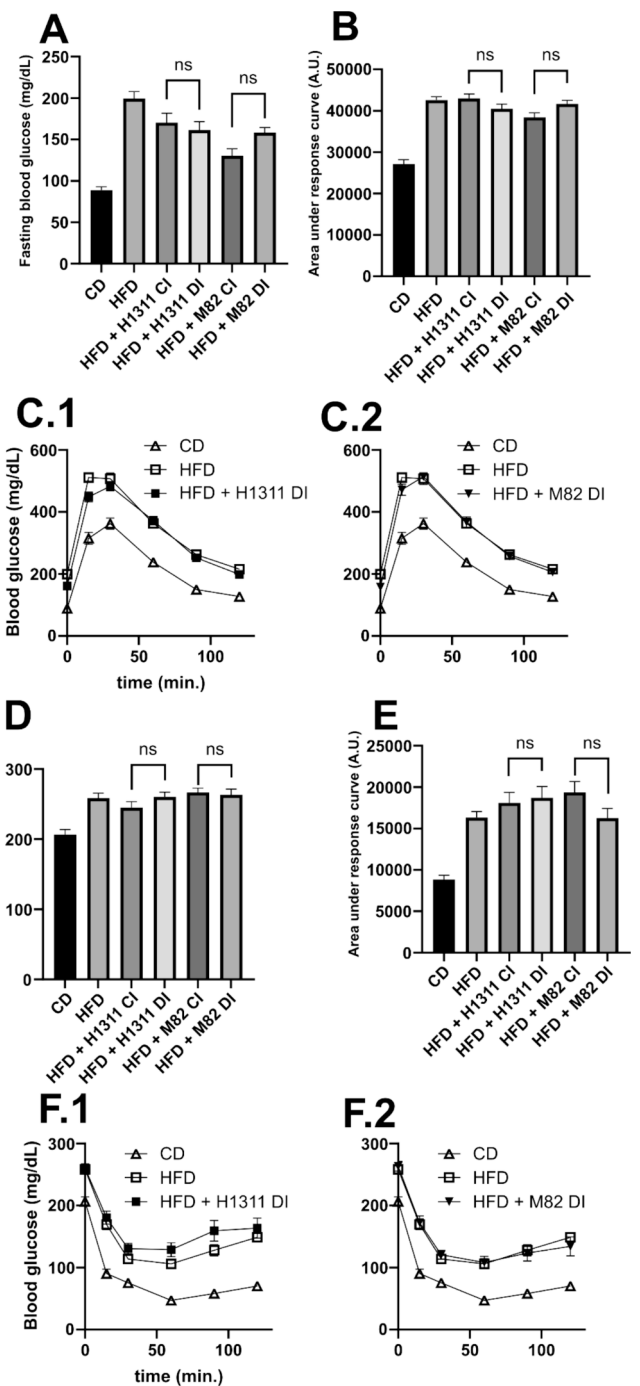 A
Fasting blood glucose (mg/dL)
250
200
150
100
50
0
ns
ns
CD
HFD
HFD + H1311 CI
HFD + H1311 DI
HFD + M82 CI
HFD + M82 DI
B
Area under response curve (A.U.)
50000
40000
30000
20000
10000
0
ns
ns
CD
HFD
HFD + H1311 CI
HFD + H1311 DI
HFD + M82 CI
HFD + M82 DI
C.1
Blood glucose (mg/dL)
600
400
200
0
CD
HFD
HFD + H1311 DI
0
50
100
time (min.)
C.2
600
400
200
0
CD
HFD
HFD + M82 DI
0
50
100
D
300
200
100
0
ns
ns
CD
HFD
HFD + H1311 CI
HFD + H1311 DI
HFD + M82 CI
HFD + M82 DI
E
Area under response curve (A.U.)
25000
20000
15000
10000
5000
0
ns
ns
CD
HFD
HFD + H1311 CI
HFD + H1311 DI
HFD + M82 CI
HFD + M82 DI
F.1
Blood glucose (mg/dL)
300
200
100
0
CD
HFD
HFD + H1311 DI
0
50
100
time (min.)
F.2
300
200
100
0
CD
HFD
HFD + M82 DI
0
50
100